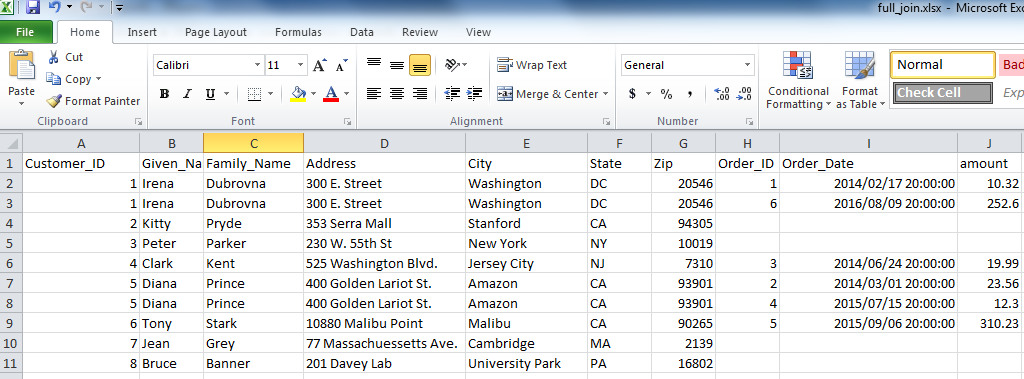 full_join.xlsx - Microsoft Exc
File Home Insert Page Layout Formulas Data Review View
Paste
Cut
Copy
Format Painter
Clipboard
Calibri 11
B I U
Font
Wrap Text
Merge & Center
Alignment
General
$ % ,
Number
Conditional Formatting
Format as Table
Normal Bad
Check Cell Exp
A B C D E F G H I J
1 Customer_ID Given_Na Family_Name Address City State Zip Order_ID Order_Date amount
2 1 Irena Dubrovna 300 E. Street Washington DC 20546 1 2014/02/17 20:00:00 10.32
3 1 Irena Dubrovna 300 E. Street Washington DC 20546 6 2016/08/09 20:00:00 252.6
4 2 Kitty Pryde 353 Serra Mall Stanford CA 94305
5 3 Peter Parker 230 W. 55th St New York NY 10019
6 4 Clark Kent 525 Washington Blvd. Jersey City NJ 7310 3 2014/06/24 20:00:00 19.99
7 5 Diana Prince 400 Golden Lariot St. Amazon CA 93901 2 2014/03/01 20:00:00 23.56
8 5 Diana Prince 400 Golden Lariot St. Amazon CA 93901 4 2015/07/15 20:00:00 12.3
9 6 Tony Stark 10880 Malibu Point Malibu CA 90265 5 2015/09/06 20:00:00 310.23
10 7 Jean Grey 77 Massachuessetts Ave. Cambridge MA 2139
11 8 Bruce Banner 201 Davey Lab University Park PA 16802